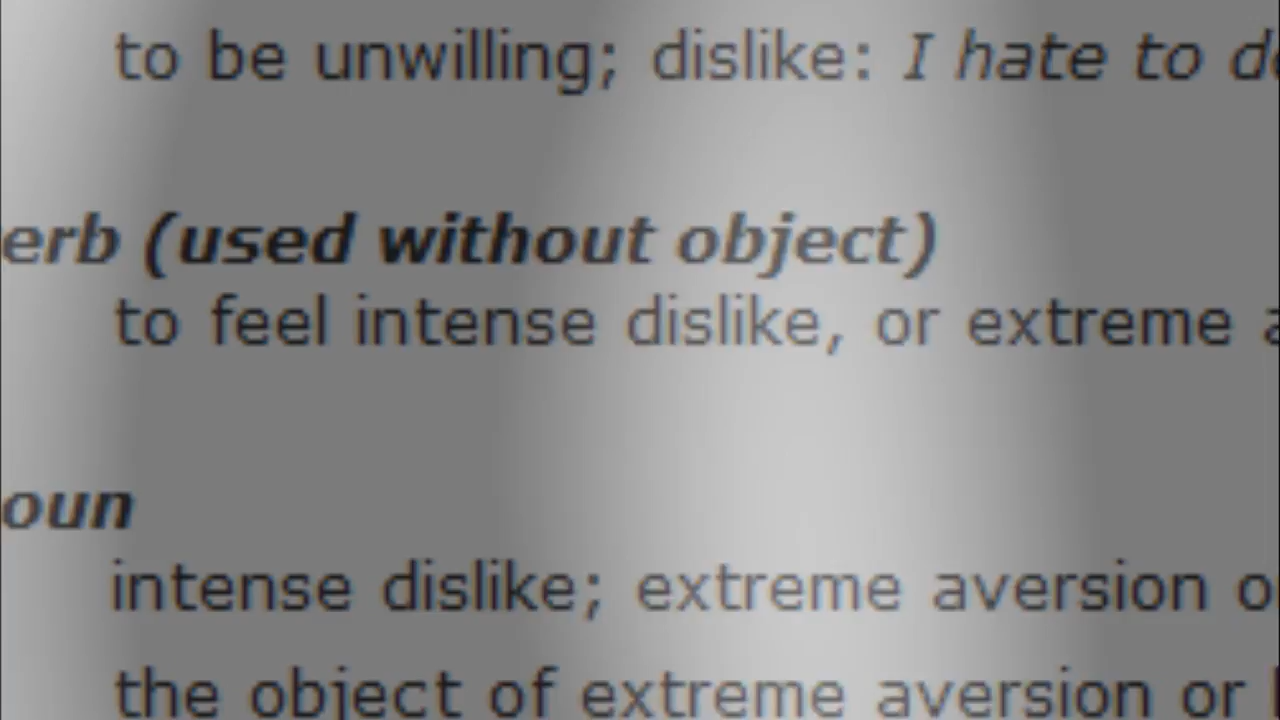 to be unwilling; dislike: I hate to do
erb (used without object)
to feel intense dislike, or extreme a
oun
intense dislike; extreme aversion o
the object of extreme aversion or